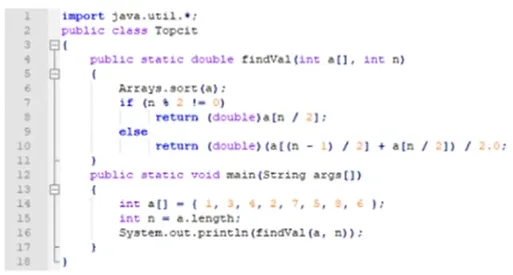 1 import java.util.*;
2 public class Topcit
3 {
4 public static double findVal(int a[], int n)
5 {
6 Arrays.sort(a);
7 if (n % 2 != 0)
8 return (double)a[n / 2];
9 else
10 return (double)(a[(n - 1) / 2] + a[n / 2]) / 2.0;
11 }
12 public static void main(String args[])
13 {
14 int a[] = { 1, 3, 4, 2, 7, 5, 8, 6 };
15 int n = a.length;
16 System.out.println(findVal(a, n));
17 }
18 }